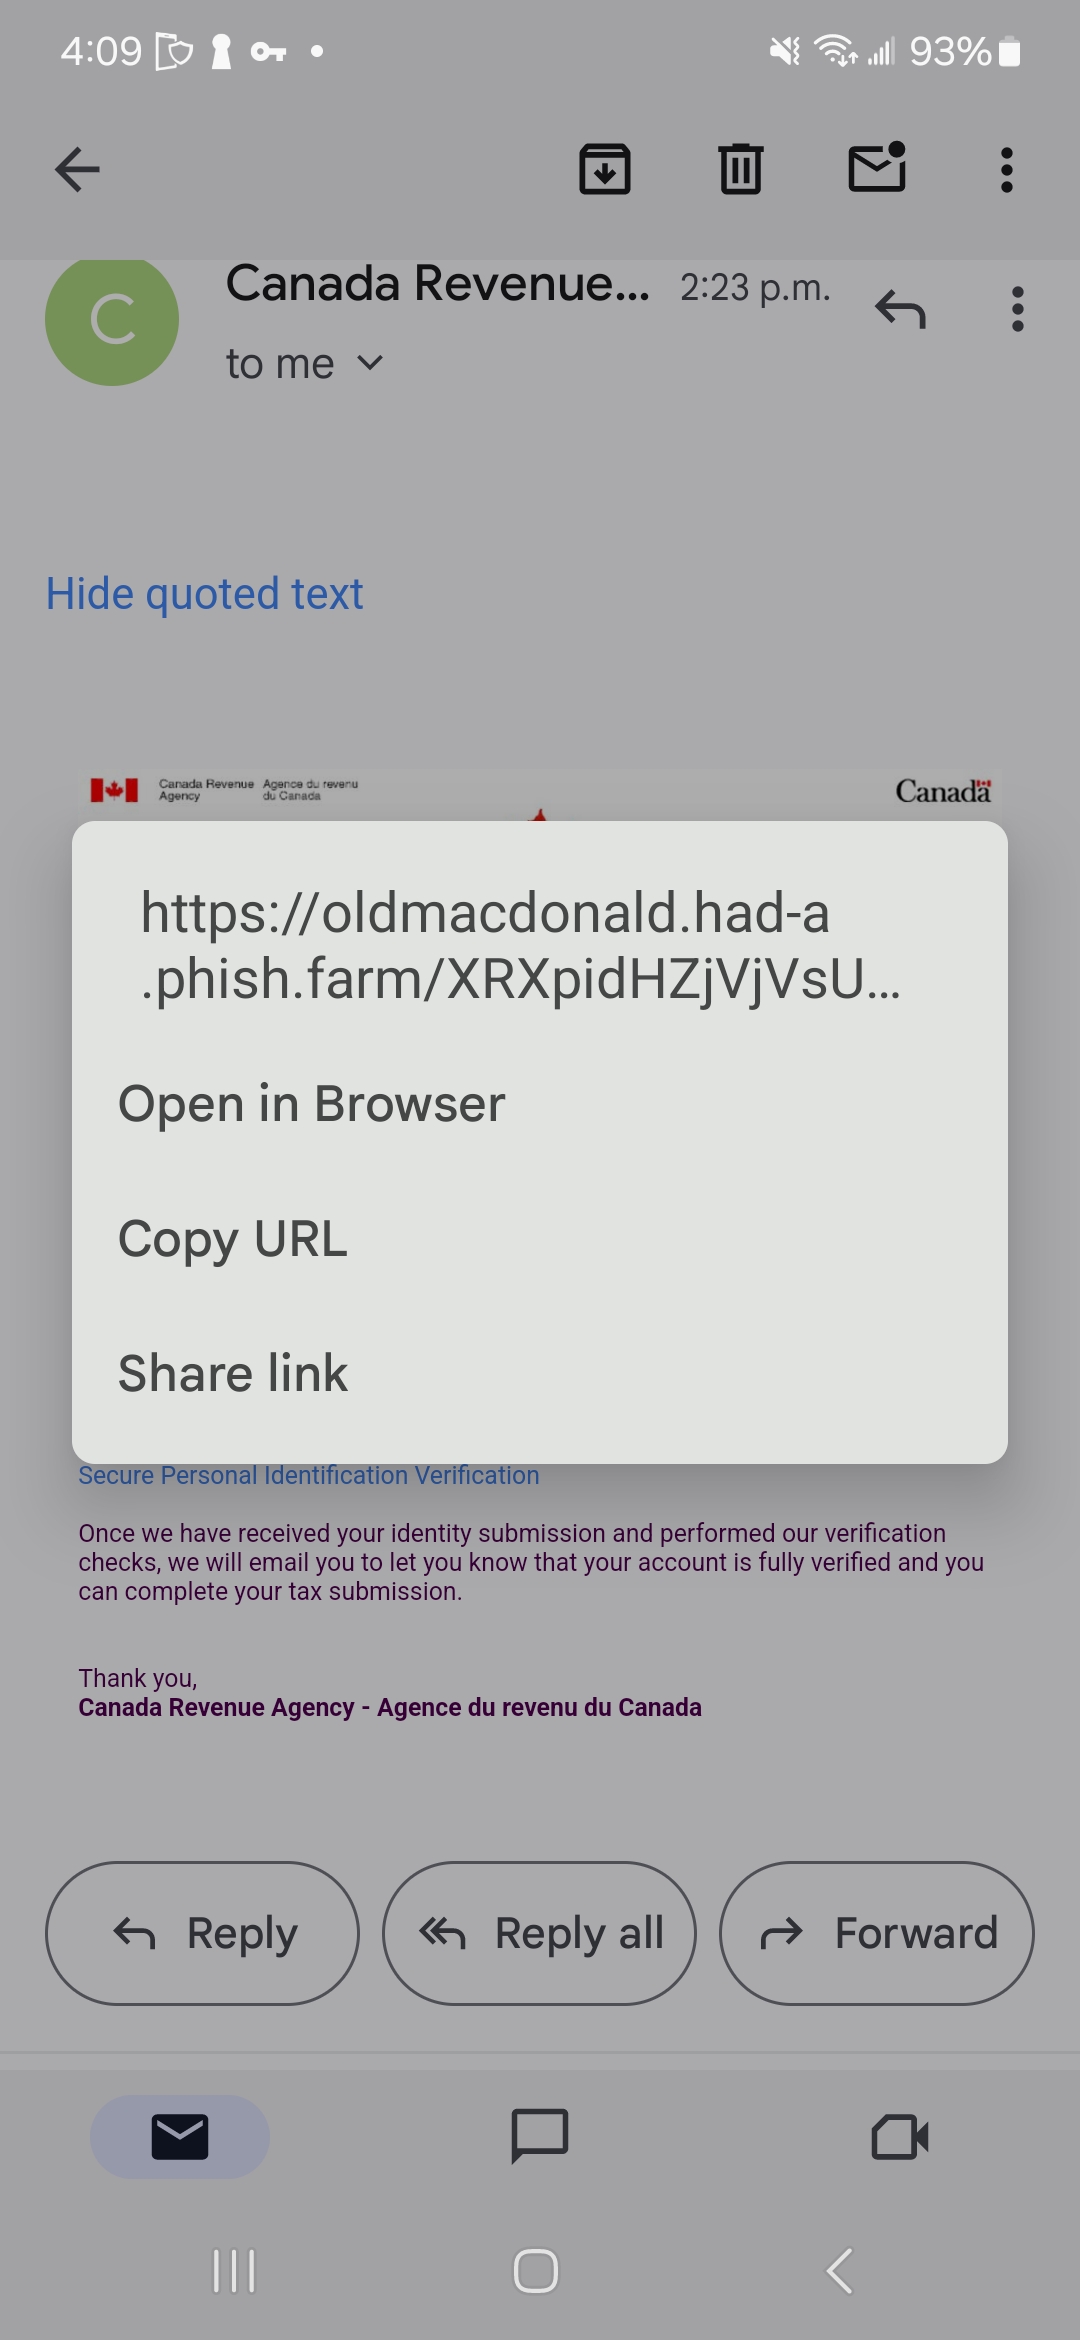 4:09
93%
Canada Revenue... 2:23 p.m.
to me
C
Hide quoted text
Canada Revenue Agence du revenu
Agency du Canada
Canada
https://oldmacdonald.had-a
.phish.farm/XRXpidHZjVjVsU...
Open in Browser
Copy URL
Share link
Secure Personal Identification Verification
Once we have received your identity submission and performed our verification
checks, we will email you to let you know that your account is fully verified and you
can complete your tax submission.
Thank you,
Canada Revenue Agency - Agence du revenu du Canada
Reply
Reply all
Forward